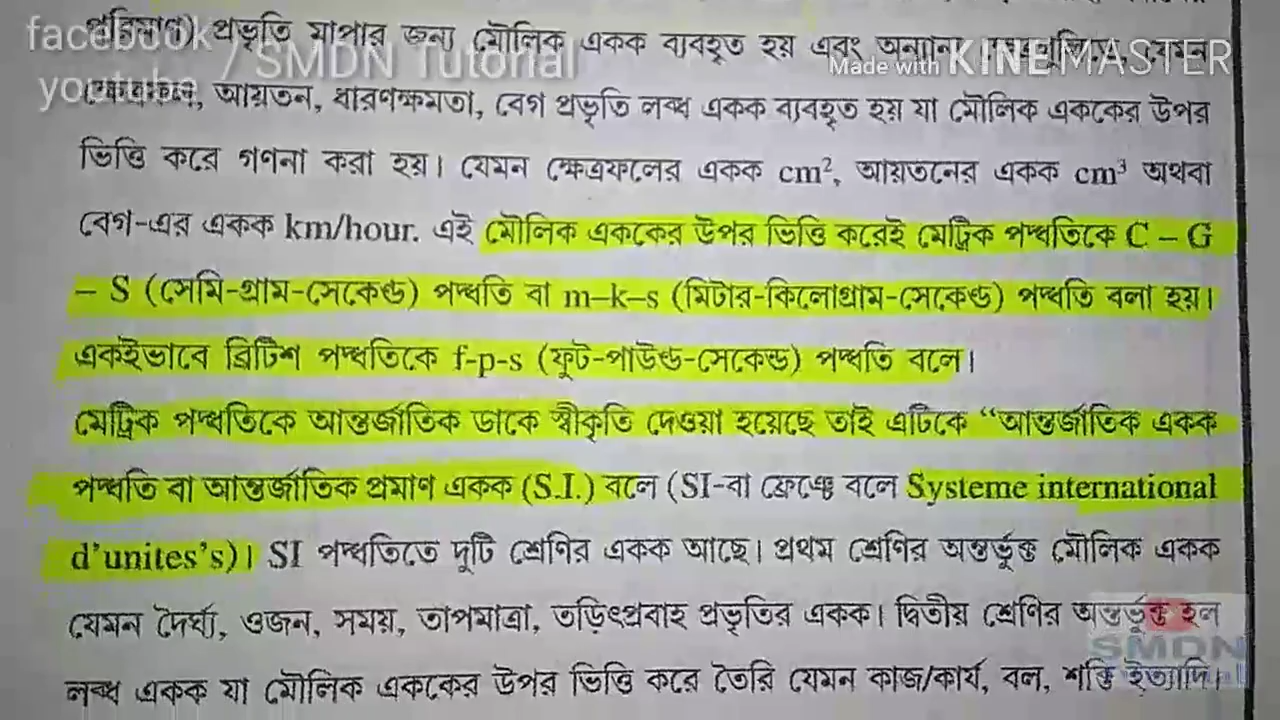 facebook / SMDN Tutorial
youtube
Made with KINEMASTER
পরিমাণ) প্রভৃতি মাপার জন্য মৌলিক একক ব্যবহৃত হয় এবং অন্যান্য যেমন
ক্ষেত্রফল, আয়তন, ধারণক্ষমতা, বেগ প্রভৃতি লব্ধ একক ব্যবহৃত হয় যা মৌলিক এককের উপর
ভিত্তি করে গণনা করা হয়। যেমন ক্ষেত্রফলের একক cm², আয়তনের একক cm³ অথবা
বেগ-এর একক km/hour. এই মৌলিক এককের উপর ভিত্তি করেই মেট্রিক পদ্ধতিকে C – G
– S (সেমি-গ্রাম-সেকেন্ড) পদ্ধতি বা m–k–s (মিটার-কিলোগ্রাম-সেকেন্ড) পদ্ধতি বলা হয়।
একইভাবে ব্রিটিশ পদ্ধতিকে f-p-s (ফুট-পাউন্ড-সেকেন্ড) পদ্ধতি বলে।
মেট্রিক পদ্ধতিকে আন্তর্জাতিক ডাকে স্বীকৃতি দেওয়া হয়েছে তাই এটিকে “আন্তর্জাতিক একক
পদ্ধতি বা আন্তর্জাতিক প্রমাণ একক (S.I.) বলে (SI-বা ফ্রেঞ্চে বলে Systeme international
d’unites’s)। SI পদ্ধতিতে দুটি শ্রেণির একক আছে। প্রথম শ্রেণির অন্তর্ভুক্ত মৌলিক একক
যেমন দৈর্ঘ্য, ওজন, সময়, তাপমাত্রা, তড়িৎপ্রবাহ প্রভৃতির একক। দ্বিতীয় শ্রেণির অন্তর্ভুক্ত হল
লব্ধ একক যা মৌলিক এককের উপর ভিত্তি করে তৈরি যেমন কাজ/কার্য, বল, শক্তি ইত্যাদি।
SMDN